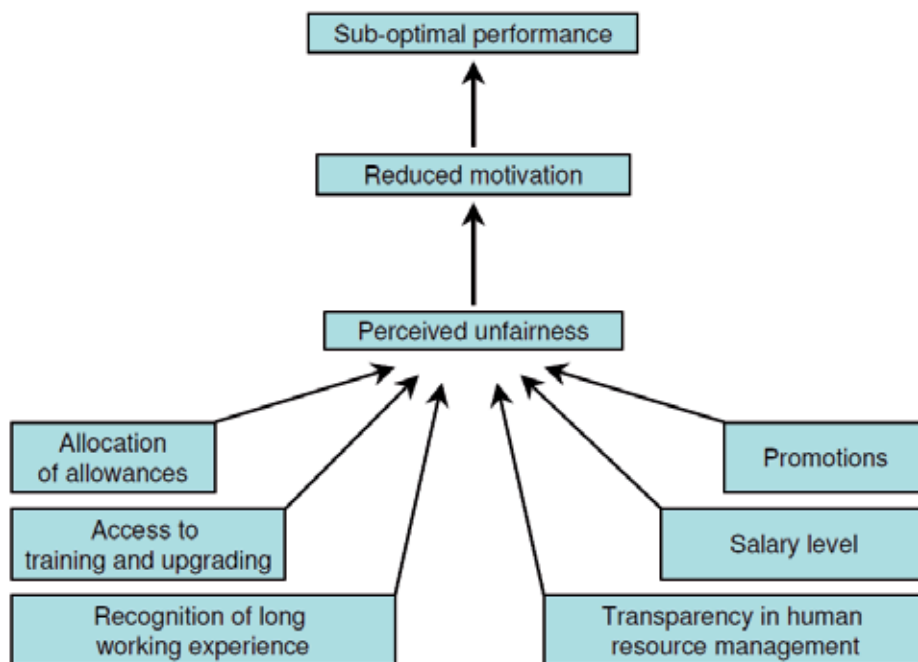 Sub-optimal performance
Reduced motivation
Perceived unfairness
Allocation
of allowances
Promotions
Access to
training and upgrading
Salary level
Recognition of long
working experience
Transparency in human
resource management